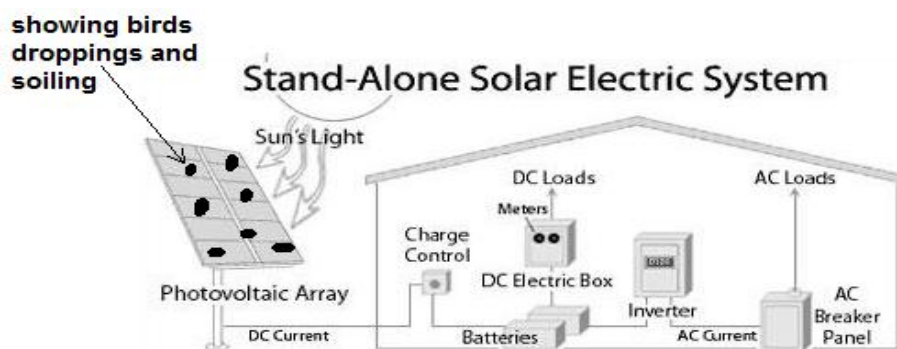 showing birds
droppings and
soiling
Stand-Alone Solar Electric System
Sun's Light
DC Loads
AC Loads
Meters
Charge
Control
DC Electric Box
Photovoltaic Array
Inverter
AC
Breaker
Panel
DC Current
Batteries
AC Current